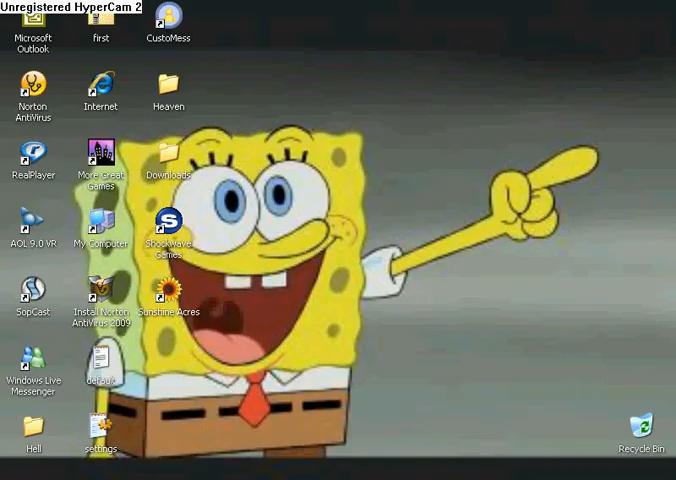 Unregistered HyperCam 2
Microsoft
Outlook
first
CustoMess
Norton
AntiVirus
Internet
Heaven
RealPlayer
More Great
Games
Downloads
AOL 9.0 VR
My Computer
Shockwave
Games
SopCast
Install Norton
AntiVirus 2009
Sunshine Acres
Windows Live
Messenger
default
Hell
settings
Recycle Bin